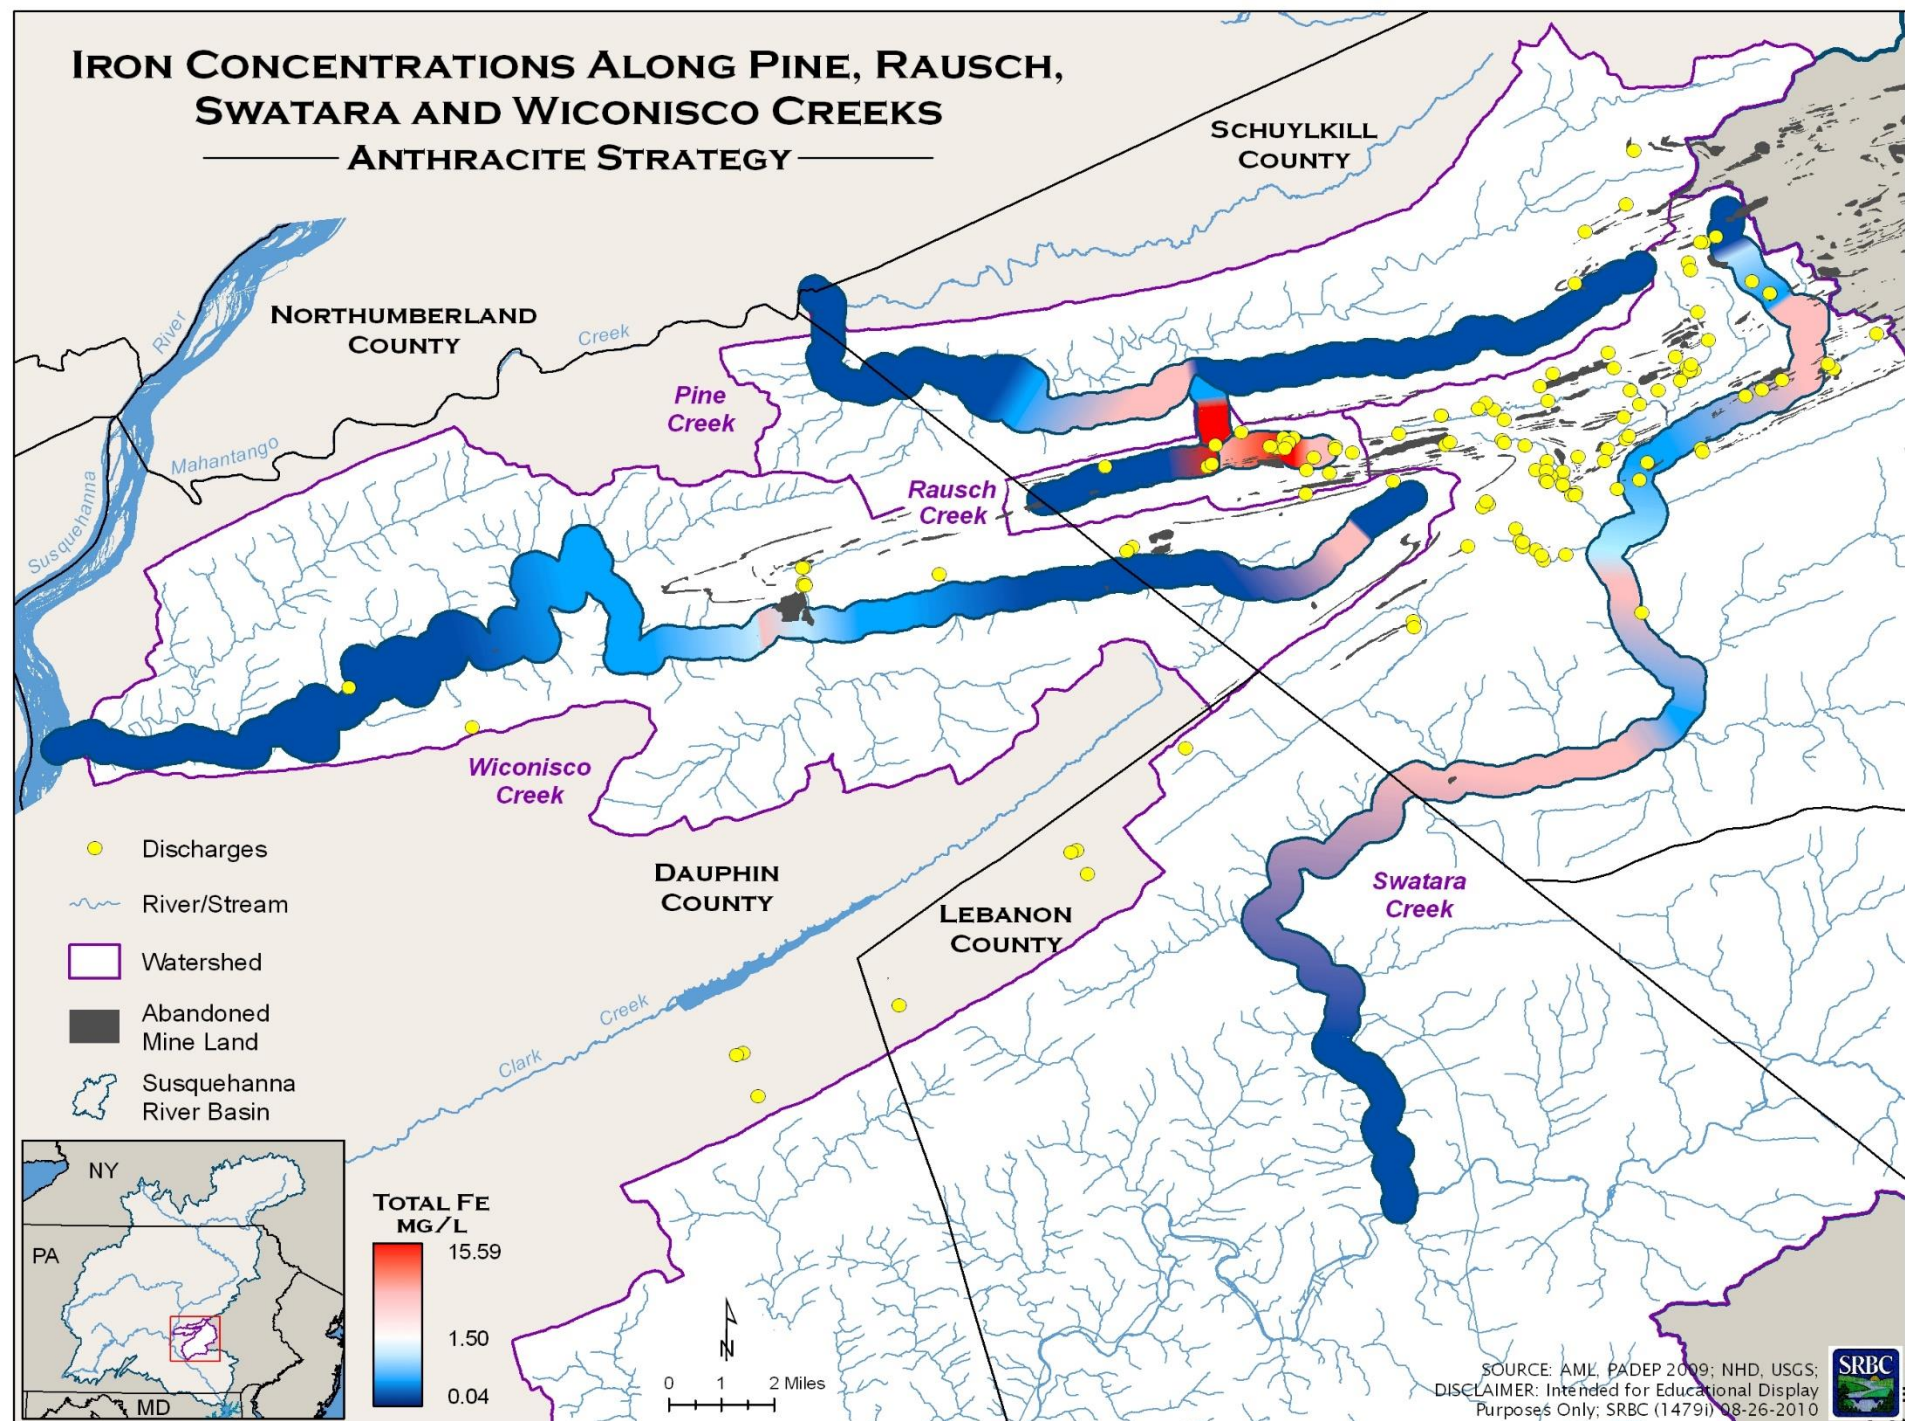 IRON CONCENTRATIONS ALONG PINE, RAUSCH,
SWATARA AND WICONISCO CREEKS
ANTHRACITE STRATEGY
SCHUYLKILL
COUNTY
NORTHUMBERLAND
COUNTY
River
Creek
Pine
Creek
Mahantango
Susquehanna
Rausch
Creek
Wiconisco
Creek
DAUPHIN
COUNTY
Swatara
Creek
LEBANON
COUNTY
Creek
Clark
Discharges
River/Stream
Watershed
Abandoned
Mine Land
Susquehanna
River Basin
NY
PA
MD
TOTAL FE
MG/L
15.59
1.50
0.04
N
0 1 2 Miles
SOURCE: AML, PADEP 2009; NHD, USGS;
DISCLAIMER: Intended for Educational Display
Purposes Only; SRBC (1479i) 08-26-2010
SRBC